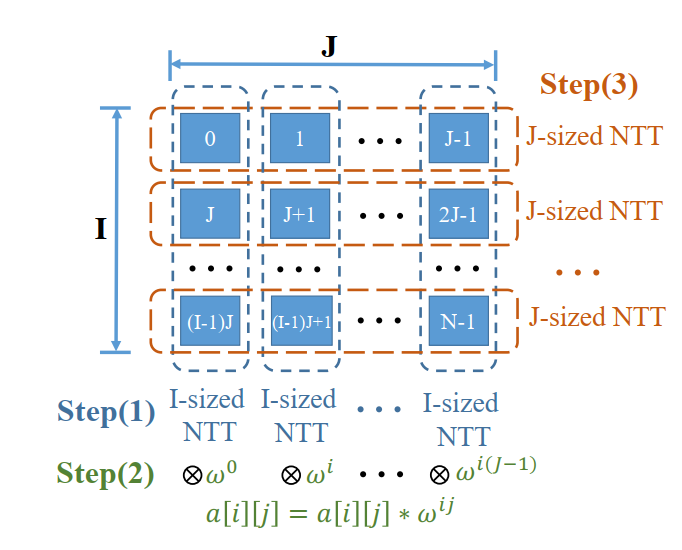 J
Step(3)
0 1 ··· J-1 J-sized NTT
I
J J+1 ··· 2J-1 J-sized NTT
··· ··· ··· ···
(I-1)J (I-1)J+1 ··· N-1 J-sized NTT
Step(1) I-sized NTT I-sized NTT ··· I-sized NTT
Step(2) ⊗ω^0 ⊗ω^i ··· ⊗ω^{i(J−1)}
a[i][j] = a[i][j] ∗ ω^{ij}